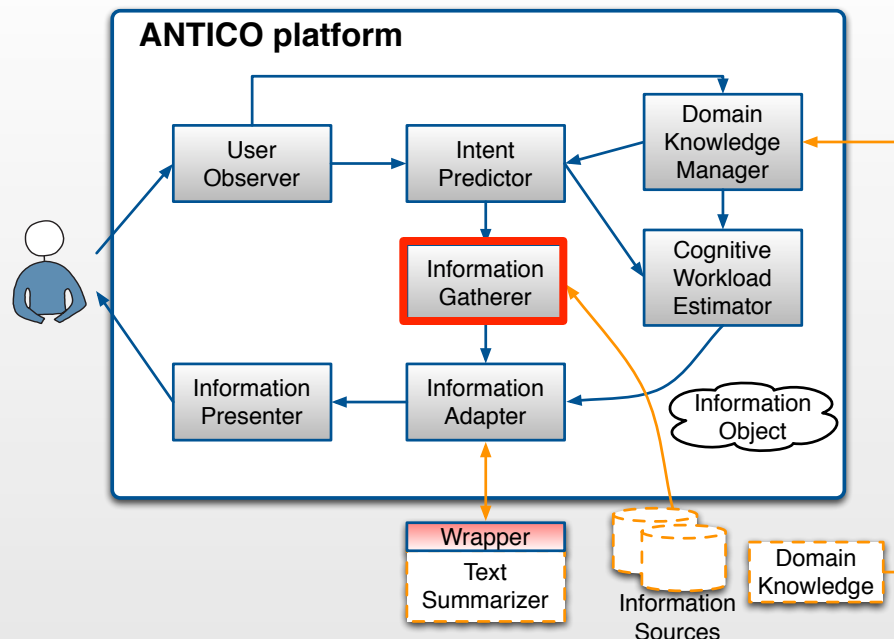 ANTICO platform
User
Observer
Intent
Predictor
Domain
Knowledge
Manager
Information
Gatherer
Cognitive
Workload
Estimator
Information
Presenter
Information
Adapter
Information
Object
Wrapper
Text
Summarizer
Information
Sources
Domain
Knowledge